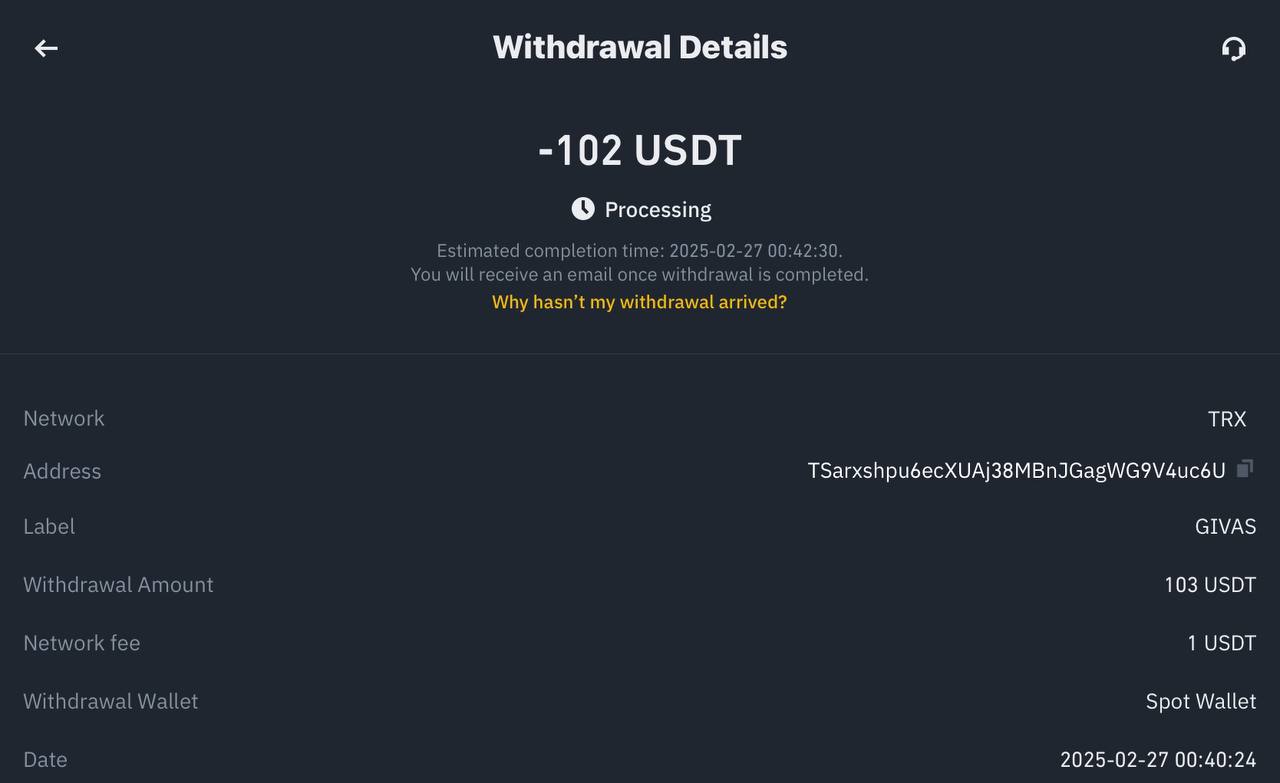 Withdrawal Details
-102 USDT
Processing
Estimated completion time: 2025-02-27 00:42:30.
You will receive an email once withdrawal is completed.
Why hasn’t my withdrawal arrived?
Network TRX
Address TSarxshpu6ecXUAj38MBnJGagWG9V4uc6U
Label GIVAS
Withdrawal Amount 103 USDT
Network fee 1 USDT
Withdrawal Wallet Spot Wallet
Date 2025-02-27 00:40:24